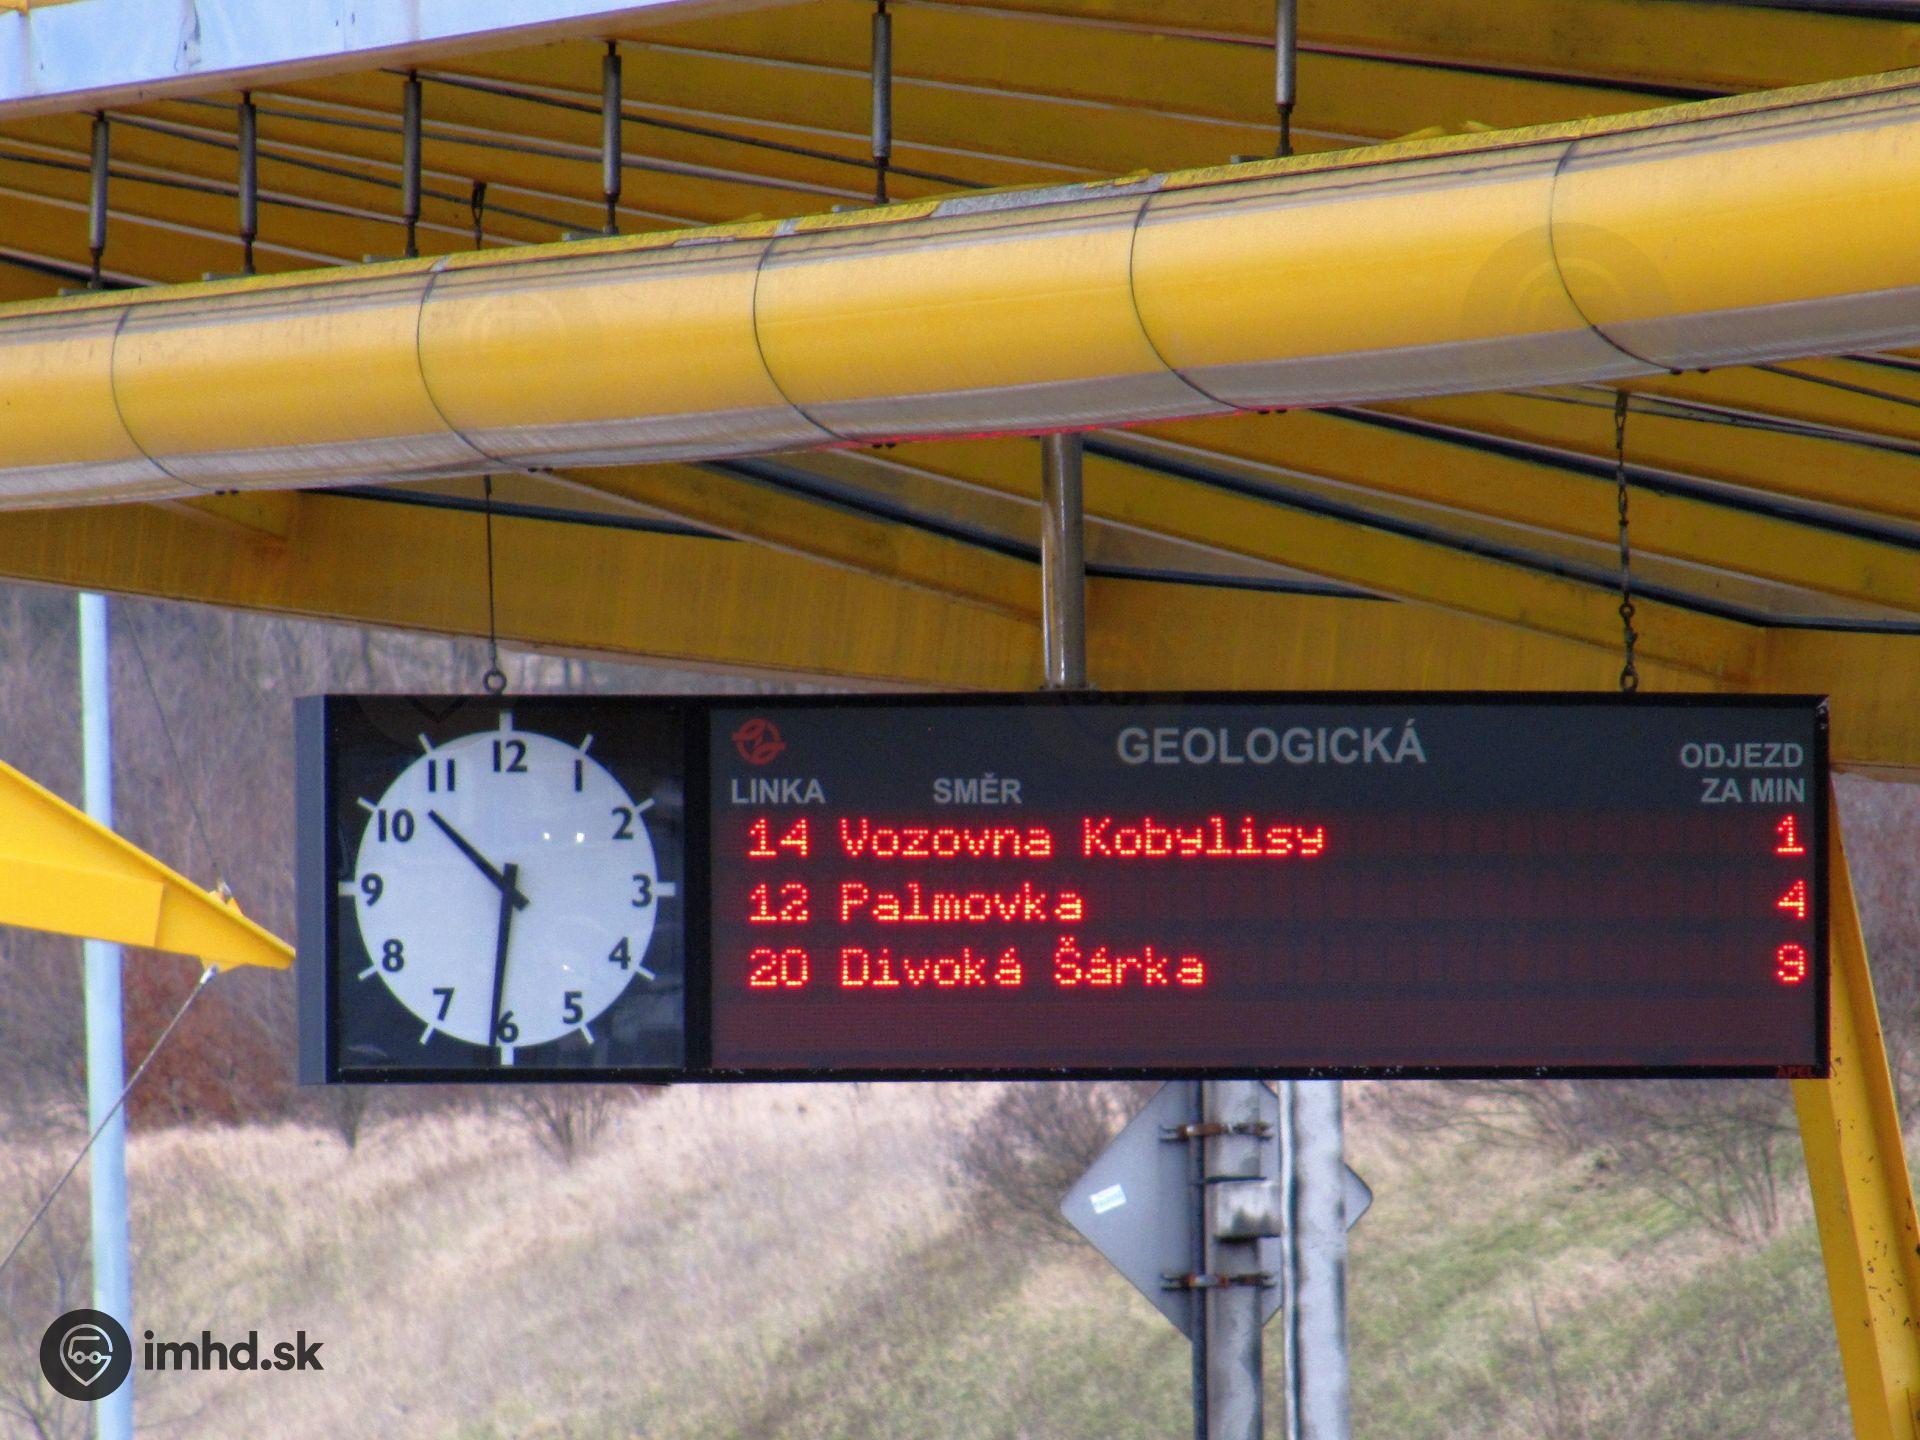 12
11 1
10 2
9 3
8 4
7 5
6
GEOLOGICKÁ
ODJEZD
LINKA SMĚR ZA MIN
14 Vozovna Kobylisy 1
12 Palmovka 4
20 Divoká Šárka 9
APEL
imhd.sk